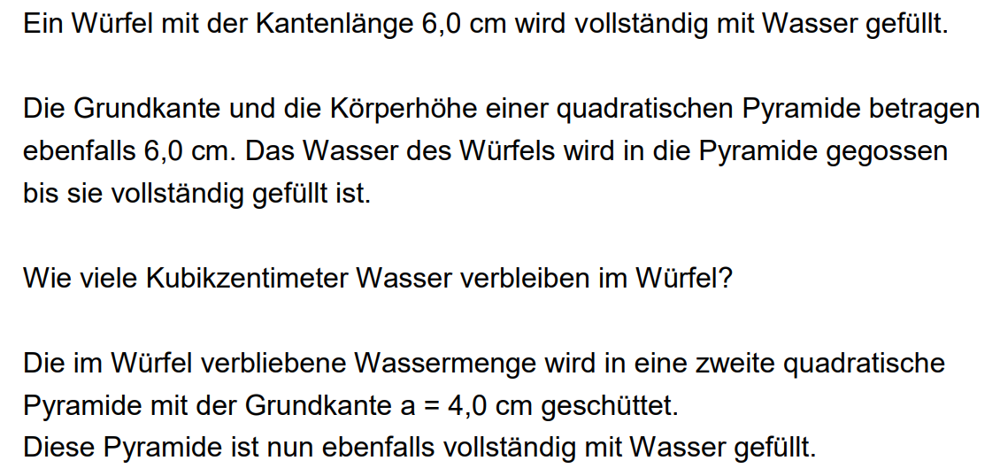 Ein Würfel mit der Kantenlänge 6,0 cm wird vollständig mit Wasser gefüllt.
Die Grundkante und die Körperhöhe einer quadratischen Pyramide betragen
ebenfalls 6,0 cm. Das Wasser des Würfels wird in die Pyramide gegossen
bis sie vollständig gefüllt ist.
Wie viele Kubikzentimeter Wasser verbleiben im Würfel?
Die im Würfel verbliebene Wassermenge wird in eine zweite quadratische
Pyramide mit der Grundkante a = 4,0 cm geschüttet.
Diese Pyramide ist nun ebenfalls vollständig mit Wasser gefüllt.